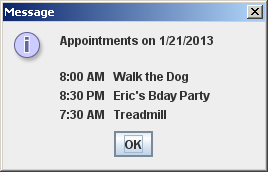 Message
Appointments on 1/21/2013
8:00 AM Walk the Dog
8:30 PM Eric's Bday Party
7:30 AM Treadmill
OK